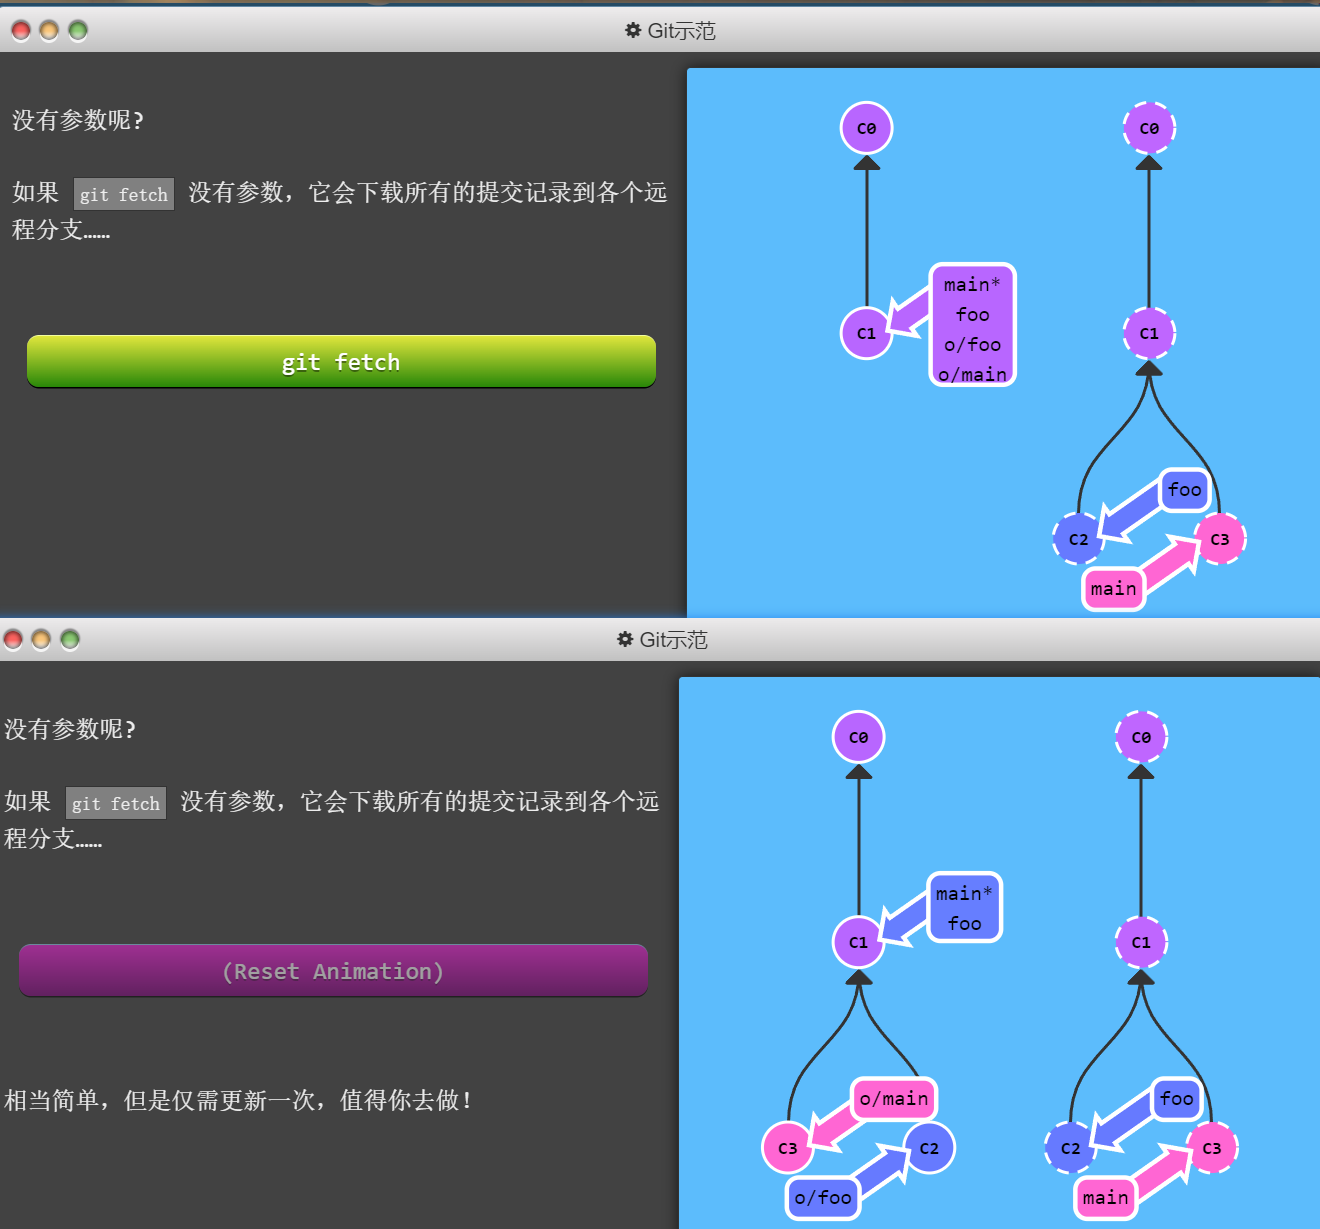 Git示范
没有参数呢?
如果 git fetch 没有参数，它会下载所有的提交记录到各个远
程分支……
git fetch
C0
C1
main*
foo
o/foo
o/main
C0
C1
foo
C2
C3
main
Git示范
没有参数呢?
如果 git fetch 没有参数，它会下载所有的提交记录到各个远
程分支……
(Reset Animation)
相当简单，但是仅需更新一次，值得你去做！
C0
main*
foo
C1
o/main
C3
C2
o/foo
C0
C1
foo
C2
C3
main